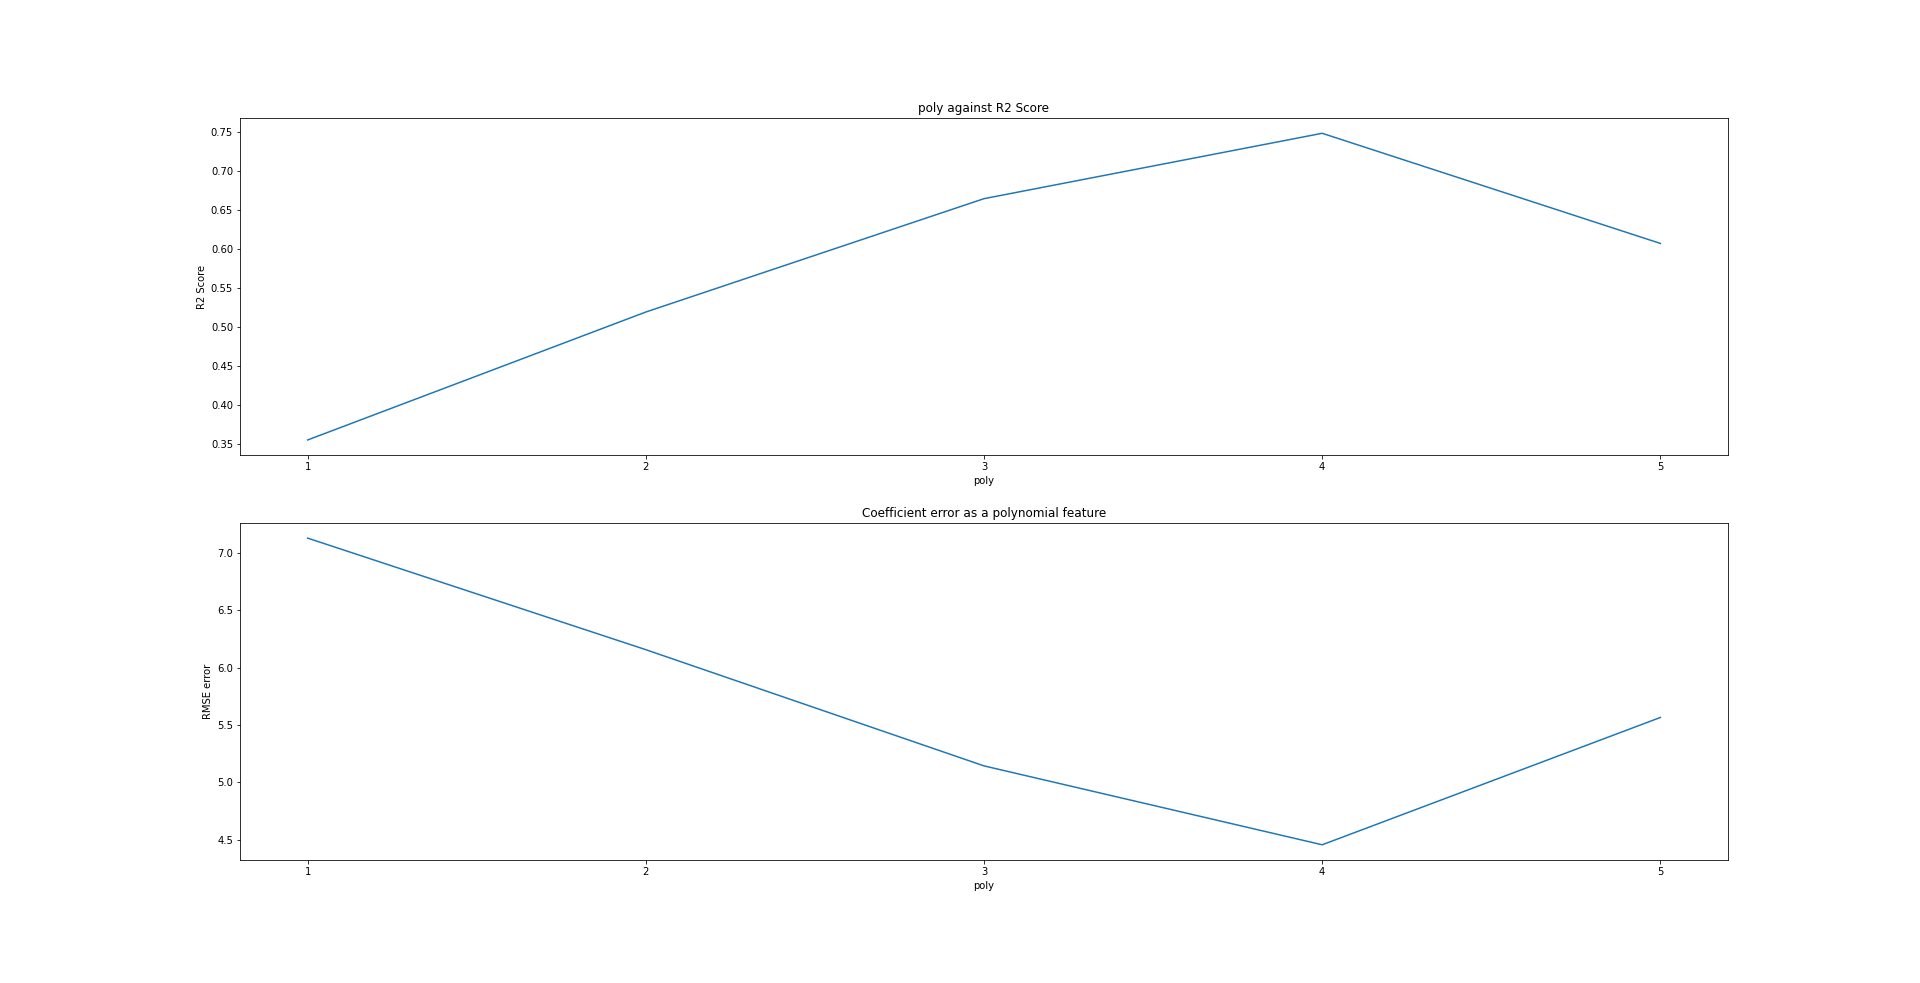 poly against R2 Score
0.75
0.70
0.65
0.60
0.55
0.50
0.45
0.40
0.35
R2 Score
1 2 3 4 5
poly
Coefficient error as a polynomial feature
7.0
6.5
6.0
5.5
5.0
4.5
RMSE error
1 2 3 4 5
poly